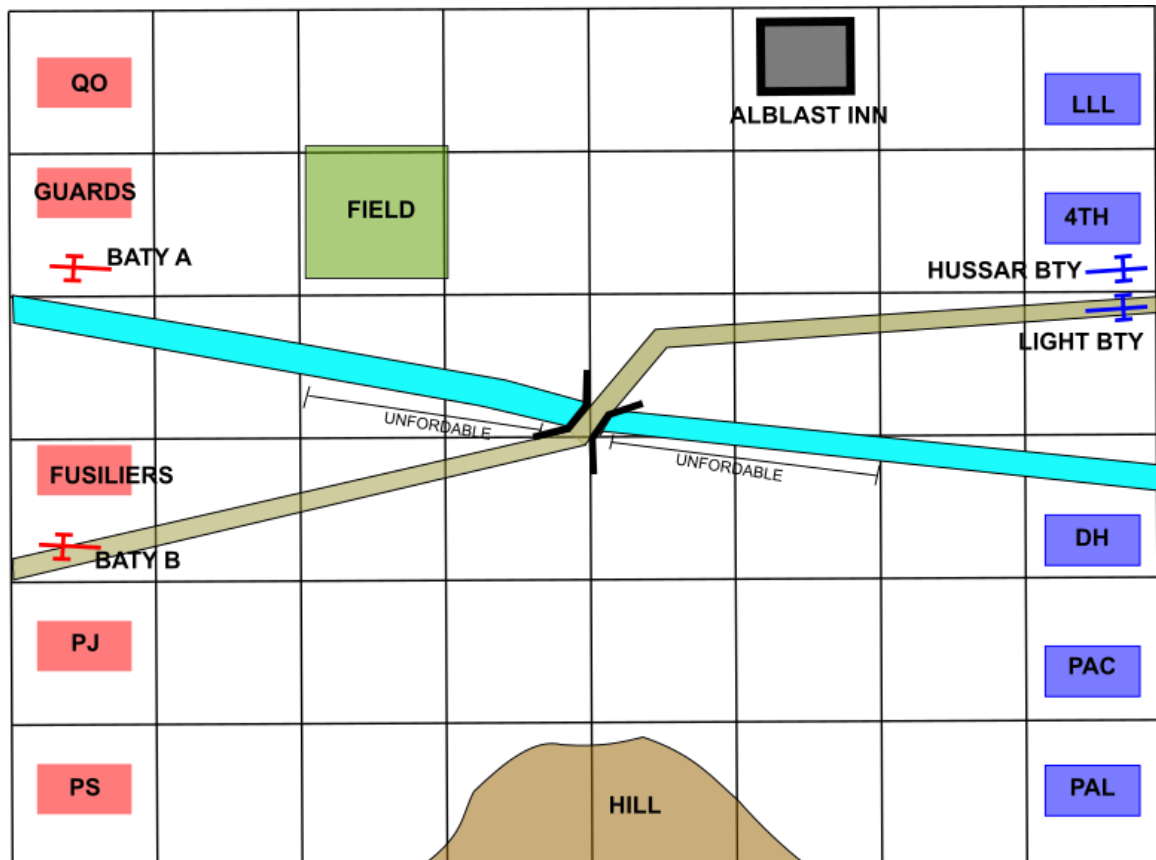 QO
ALBLAST INN
LLL
GUARDS
FIELD
4TH
BATY A
HUSSAR BTY
LIGHT BTY
UNFORDABLE
UNFORDABLE
FUSILIERS
BATY B
DH
PJ
PAC
PS
HILL
PAL